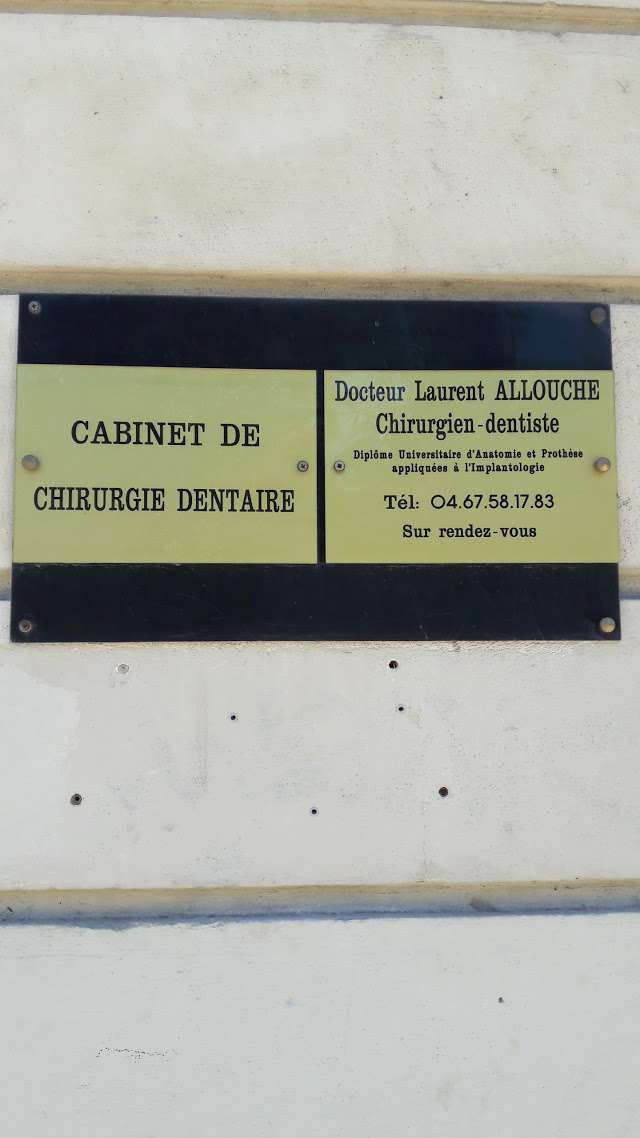 CABINET DE
CHIRURGIE DENTAIRE
Docteur Laurent ALLOUCHE
Chirurgien-dentiste
Diplôme Universitaire d'Anatomie et Prothèse
appliquées à l'Implantologie
Tél: 04.67.58.17.83
Sur rendez-vous